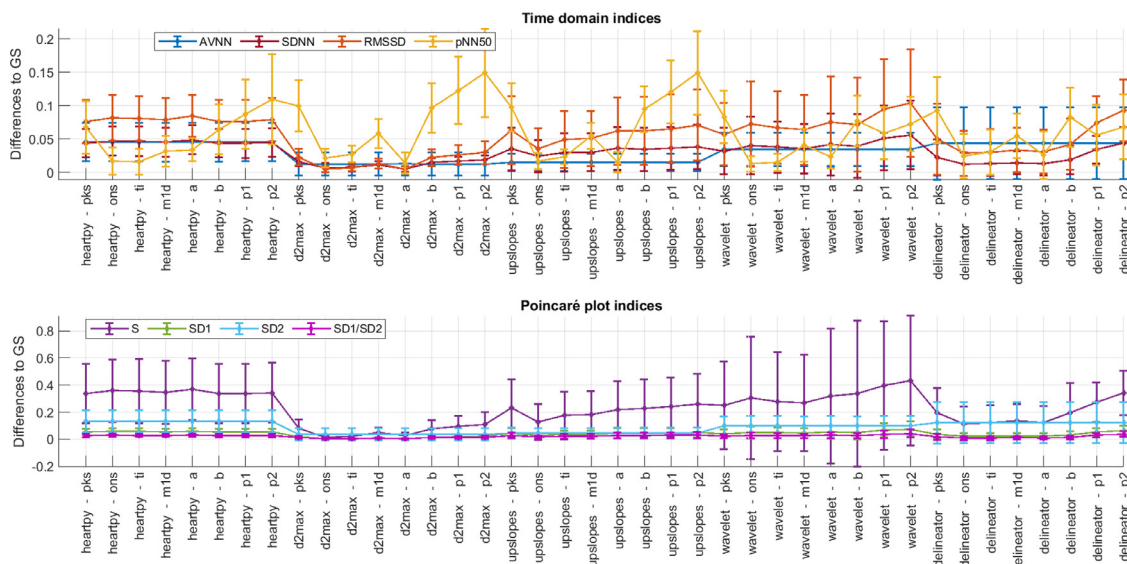 Time domain indices
AVNN SDNN RMSSD pNN50
Differences to GS
0.2
0.15
0.1
0.05
0
heartpy - pks
heartpy - ons
heartpy - ti
heartpy - m1d
heartpy - a
heartpy - b
heartpy - p1
heartpy - p2
d2max - pks
d2max - ons
d2max - ti
d2max - m1d
d2max - a
d2max - b
d2max - p1
d2max - p2
upslopes - pks
upslopes - ons
upslopes - ti
upslopes - m1d
upslopes - a
upslopes - b
upslopes - p1
upslopes - p2
wavelet - pks
wavelet - ons
wavelet - ti
wavelet - m1d
wavelet - a
wavelet - b
wavelet - p1
wavelet - p2
delineator - pks
delineator - ons
delineator - ti
delineator - m1d
delineator - a
delineator - b
delineator - p1
delineator - p2
Poincaré plot indices
S SD1 SD2 SD1/SD2
Differences to GS
0.8
0.6
0.4
0.2
0
-0.2
heartpy - pks
heartpy - ons
heartpy - ti
heartpy - m1d
heartpy - a
heartpy - b
heartpy - p1
heartpy - p2
d2max - pks
d2max - ons
d2max - ti
d2max - m1d
d2max - a
d2max - b
d2max - p1
d2max - p2
upslopes - pks
upslopes - ons
upslopes - ti
upslopes - m1d
upslopes - a
upslopes - b
upslopes - p1
upslopes - p2
wavelet - pks
wavelet - ons
wavelet - ti
wavelet - m1d
wavelet - a
wavelet - b
wavelet - p1
wavelet - p2
delineator - pks
delineator - ons
delineator - ti
delineator - m1d
delineator - a
delineator - b
delineator - p1
delineator - p2